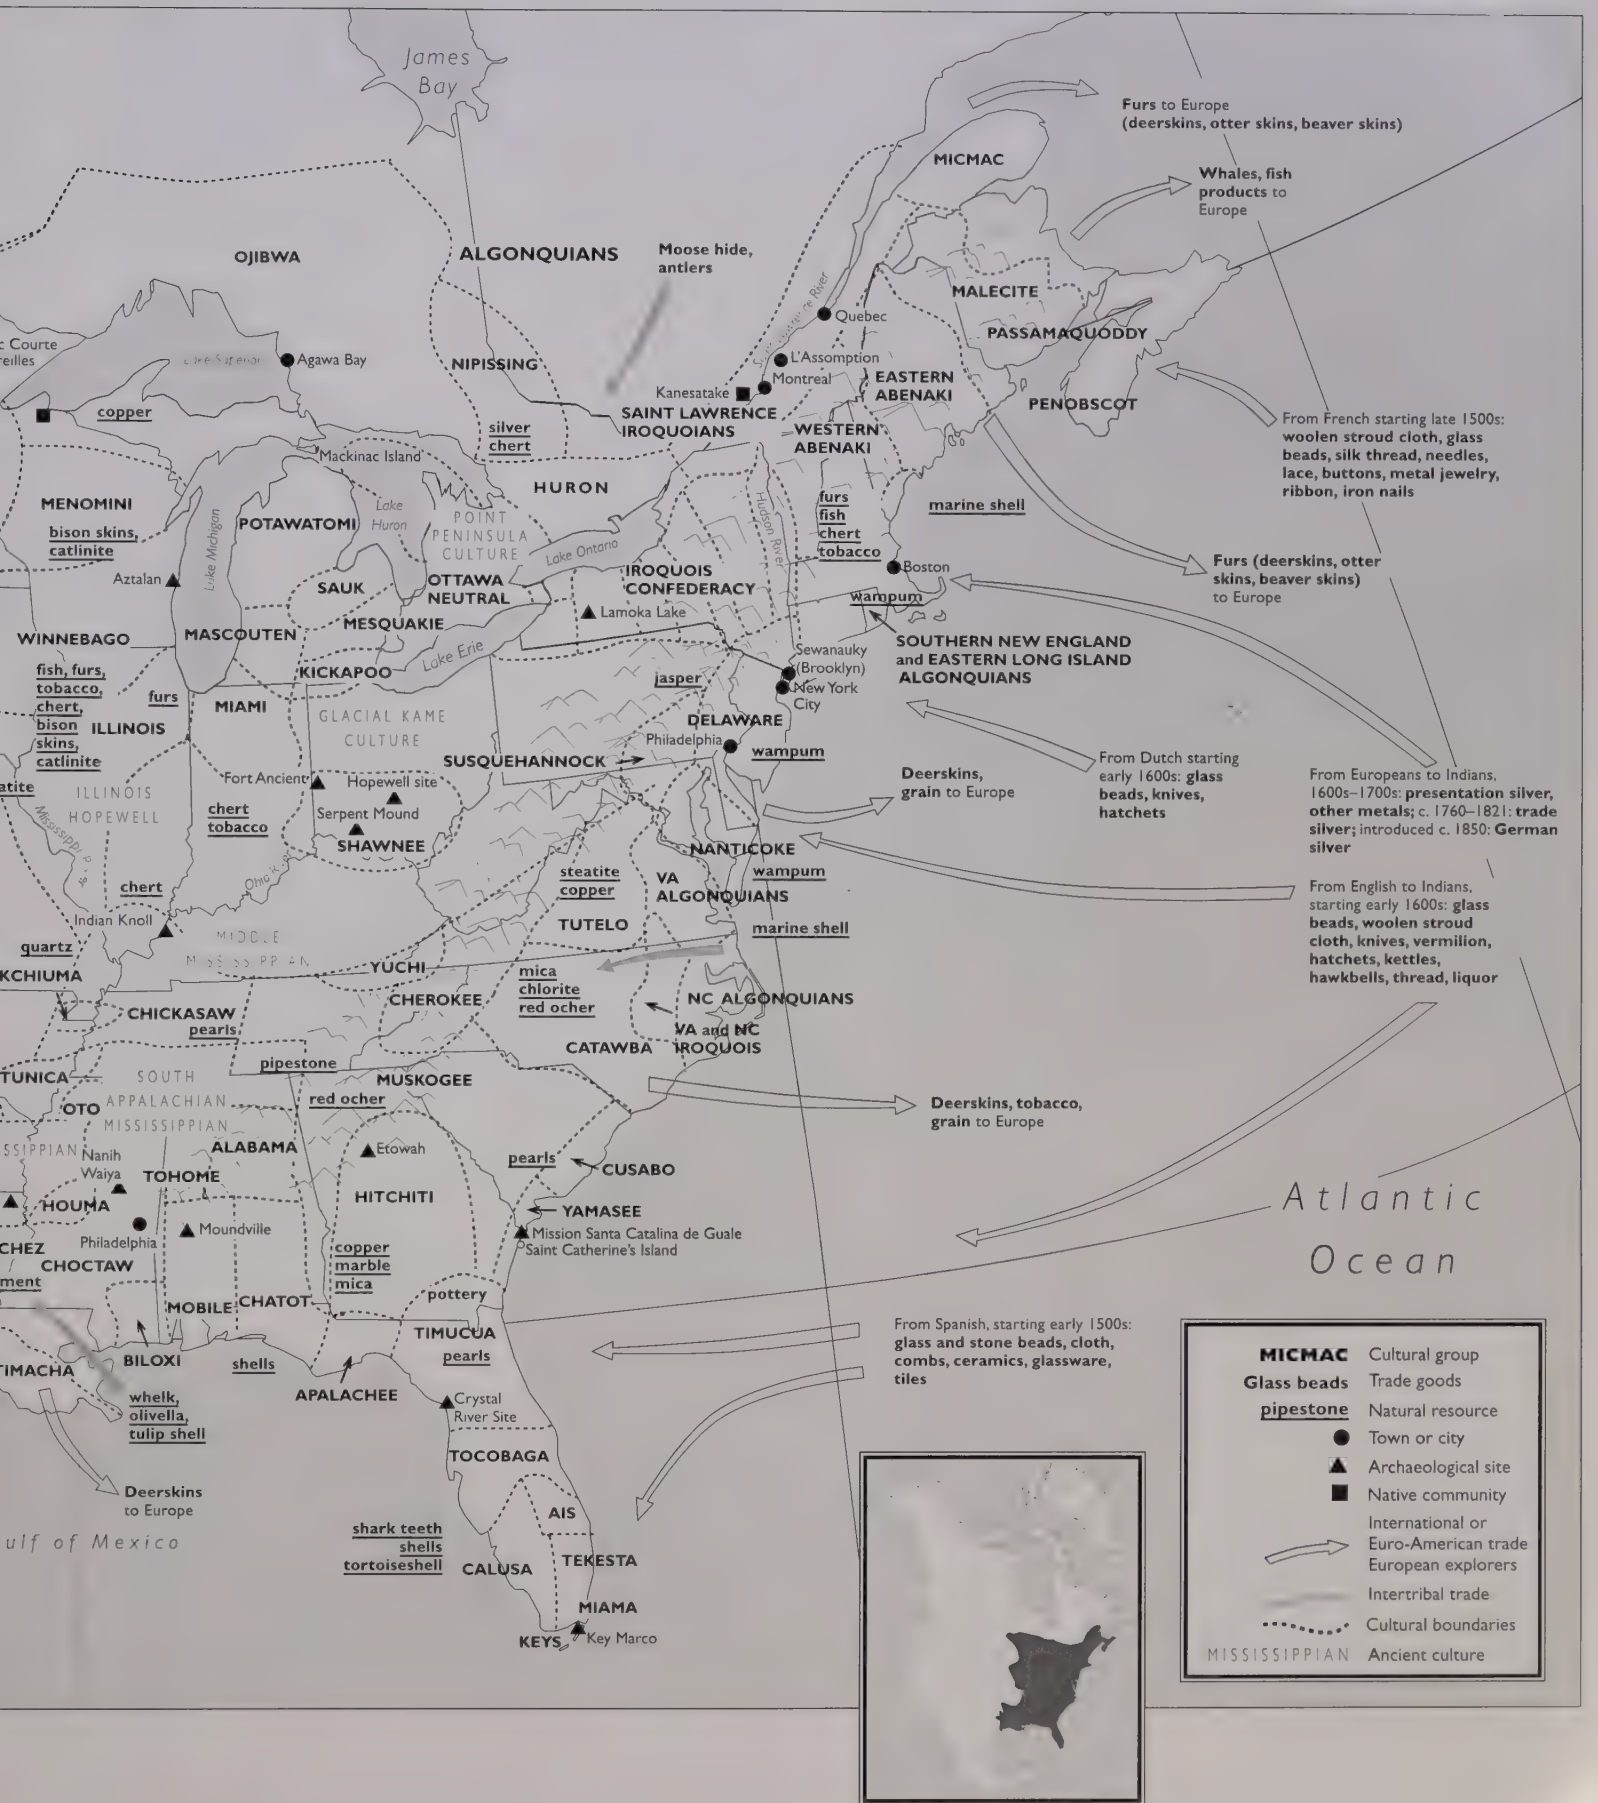 James
Bay
Furs to Europe
(deerskins, otter skins, beaver skins)
MICMAC
Whales, fish
products to
Europe
OJIBWA
ALGONQUIANS
Moose hide,
antlers
MALECITE
Quebec
PASSAMAQUODDY
Courte
Lake Superior
Agawa Bay
NIPISSING
L'Assomption
Montreal
Kanesatake
EASTERN
ABENAKI
PENOBSCOT
copper
SAINT LAWRENCE
IROQUOIANS
From French starting late 1500s:
woolen stroud cloth, glass
beads, silk thread, needles,
lace, buttons, metal jewelry,
ribbon, iron nails
silver
chert
WESTERN
ABENAKI
Mackinac Island
MENOMINI
bison skins,
catlinite
HURON
Lake
Huron
POTAWATOMI
POINT
PENINSULA
CULTURE
Hudson River
furs
fish
chert
tobacco
marine shell
Lake Michigan
Lake Ontario
Aztalan
SAUK
OTTAWA
NEUTRAL
IROQUOIS
CONFEDERACY
Boston
Furs (deerskins, otter
skins, beaver skins)
to Europe
wampum
Lamoka Lake
WINNEBAGO
MASCOUTEN
MESQUAKIE
SOUTHERN NEW ENGLAND
and EASTERN LONG ISLAND
ALGONQUIANS
Lake Erie
KICKAPOO
Sewanauky
(Brooklyn)
New York
City
fish, furs,
tobacco,
chert,
bison
skins,
catlinite
furs
ILLINOIS
MIAMI
jasper
GLACIAL KAME
CULTURE
DELAWARE
Philadelphia
wampum
SUSQUEHANNOCK
From Dutch starting
early 1600s: glass
beads, knives,
hatchets
Deerskins,
grain to Europe
From Europeans to Indians,
1600s–1700s: presentation silver,
other metals; c. 1760–1821: trade
silver; introduced c. 1850: German
silver
Fort Ancient
Hopewell site
Serpent Mound
SHAWNEE
ILLINOIS
HOPEWELL
chert
tobacco
NANTICOKE
wampum
VA
ALGONQUIANS
steatite
copper
TUTELO
marine shell
From English to Indians,
starting early 1600s: glass
beads, woolen stroud
cloth, knives, vermilion,
hatchets, kettles,
hawkbells, thread, liquor
chert
Indian Knoll
quartz
KCHIUMA
MIDDLE
YUCHI
mica
chlorite
red ocher
CHEROKEE
NC ALGONQUIANS
VA and NC
IROQUOIS
CHICKASAW
pearls
CATAWBA
TUNICA
SOUTH
APPALACHIAN
MISSISSIPPIAN
pipestone
MUSKOGEE
red ocher
Deerskins, tobacco,
grain to Europe
OTO
SSIPPIAN
Nanih
Waiya
ALABAMA
Etowah
TOHOME
pearls
CUSABO
HOUMA
HITCHITI
YAMASEE
Philadelphia
Moundville
Mission Santa Catalina de Guale
Saint Catherine's Island
Atlantic
Ocean
CHEZ
CHOCTAW
ment
copper
marble
mica
pottery
MOBILE
CHATOT
TIMUCUA
pearls
From Spanish, starting early 1500s:
glass and stone beads, cloth,
combs, ceramics, glassware,
tiles
BILOXI
shells
APALACHEE
whelk,
olivella,
tulip shell
Crystal
River Site
TOCOBAGA
Deerskins
to Europe
AIS
shark teeth
shells
tortoiseshell
CALUSA
TEKESTA
ulf of Mexico
MIAMA
KEYS
Key Marco
MICMAC Cultural group
Glass beads Trade goods
pipestone Natural resource
Town or city
Archaeological site
Native community
International or
Euro-American trade
European explorers
Intertribal trade
Cultural boundaries
MISSISSIPPIAN Ancient culture